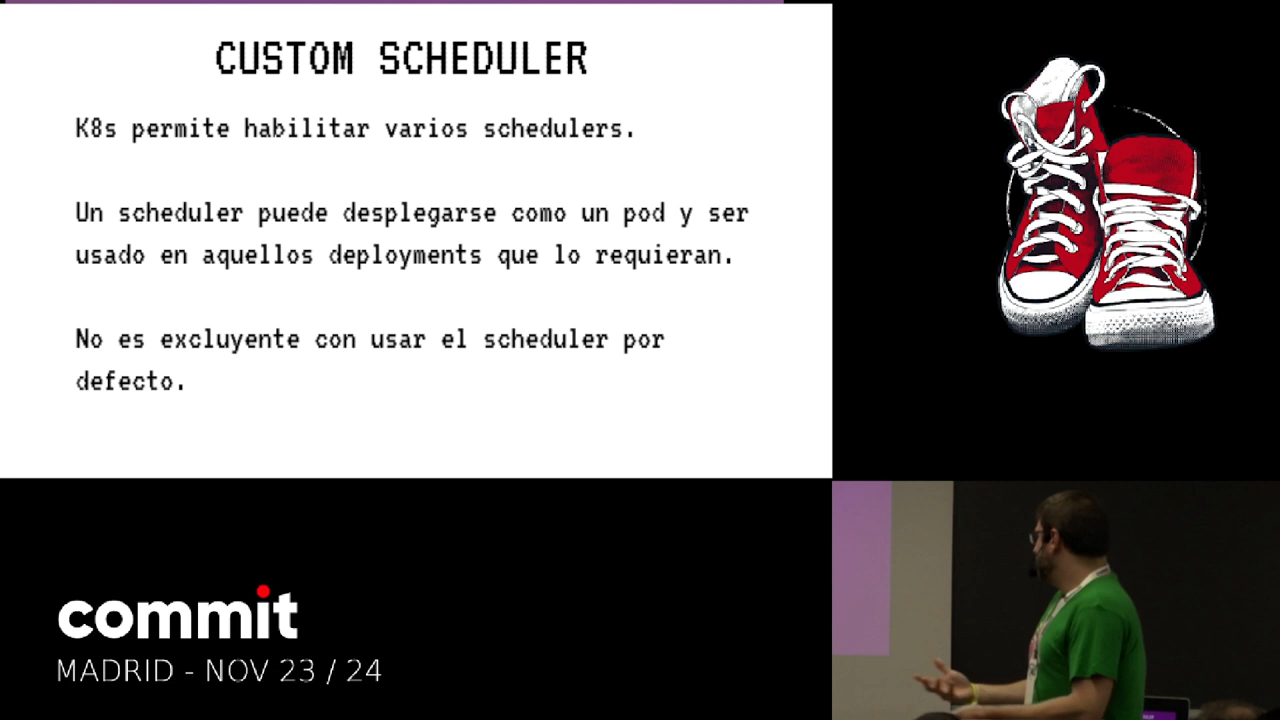 CUSTOM SCHEDULER
K8s permite habilitar varios schedulers.
Un scheduler puede desplegarse como un pod y ser
usado en aquellos deployments que lo requieran.
No es excluyente con usar el scheduler por
defecto.
commit
MADRID - NOV 23 / 24